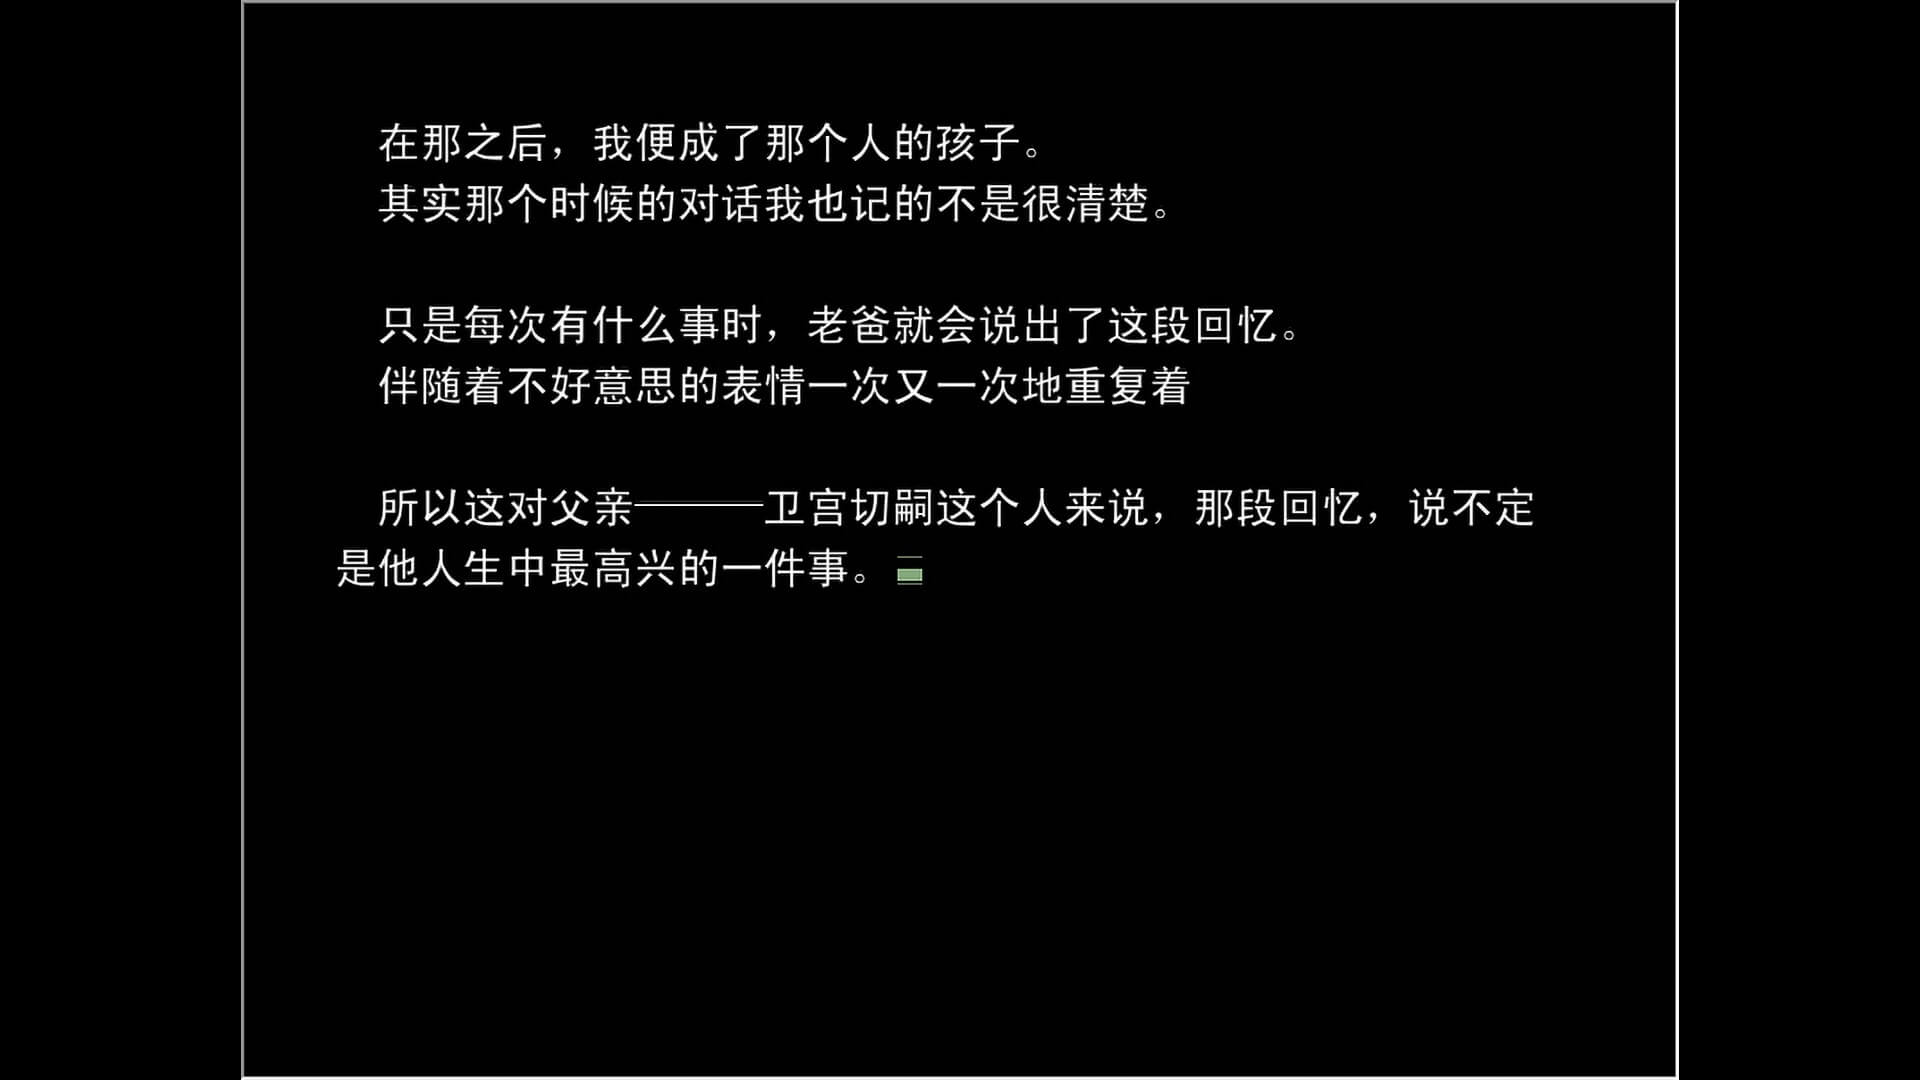 在那之后，我便成了那个人的孩子。
其实那个时候的对话我也记的不是很清楚。
只是每次有什么事时，老爸就会说出了这段回忆。
伴随着不好意思的表情一次又一次地重复着
所以这对父亲———卫宫切嗣这个人来说，那段回忆，说不定
是他人生中最高兴的一件事。